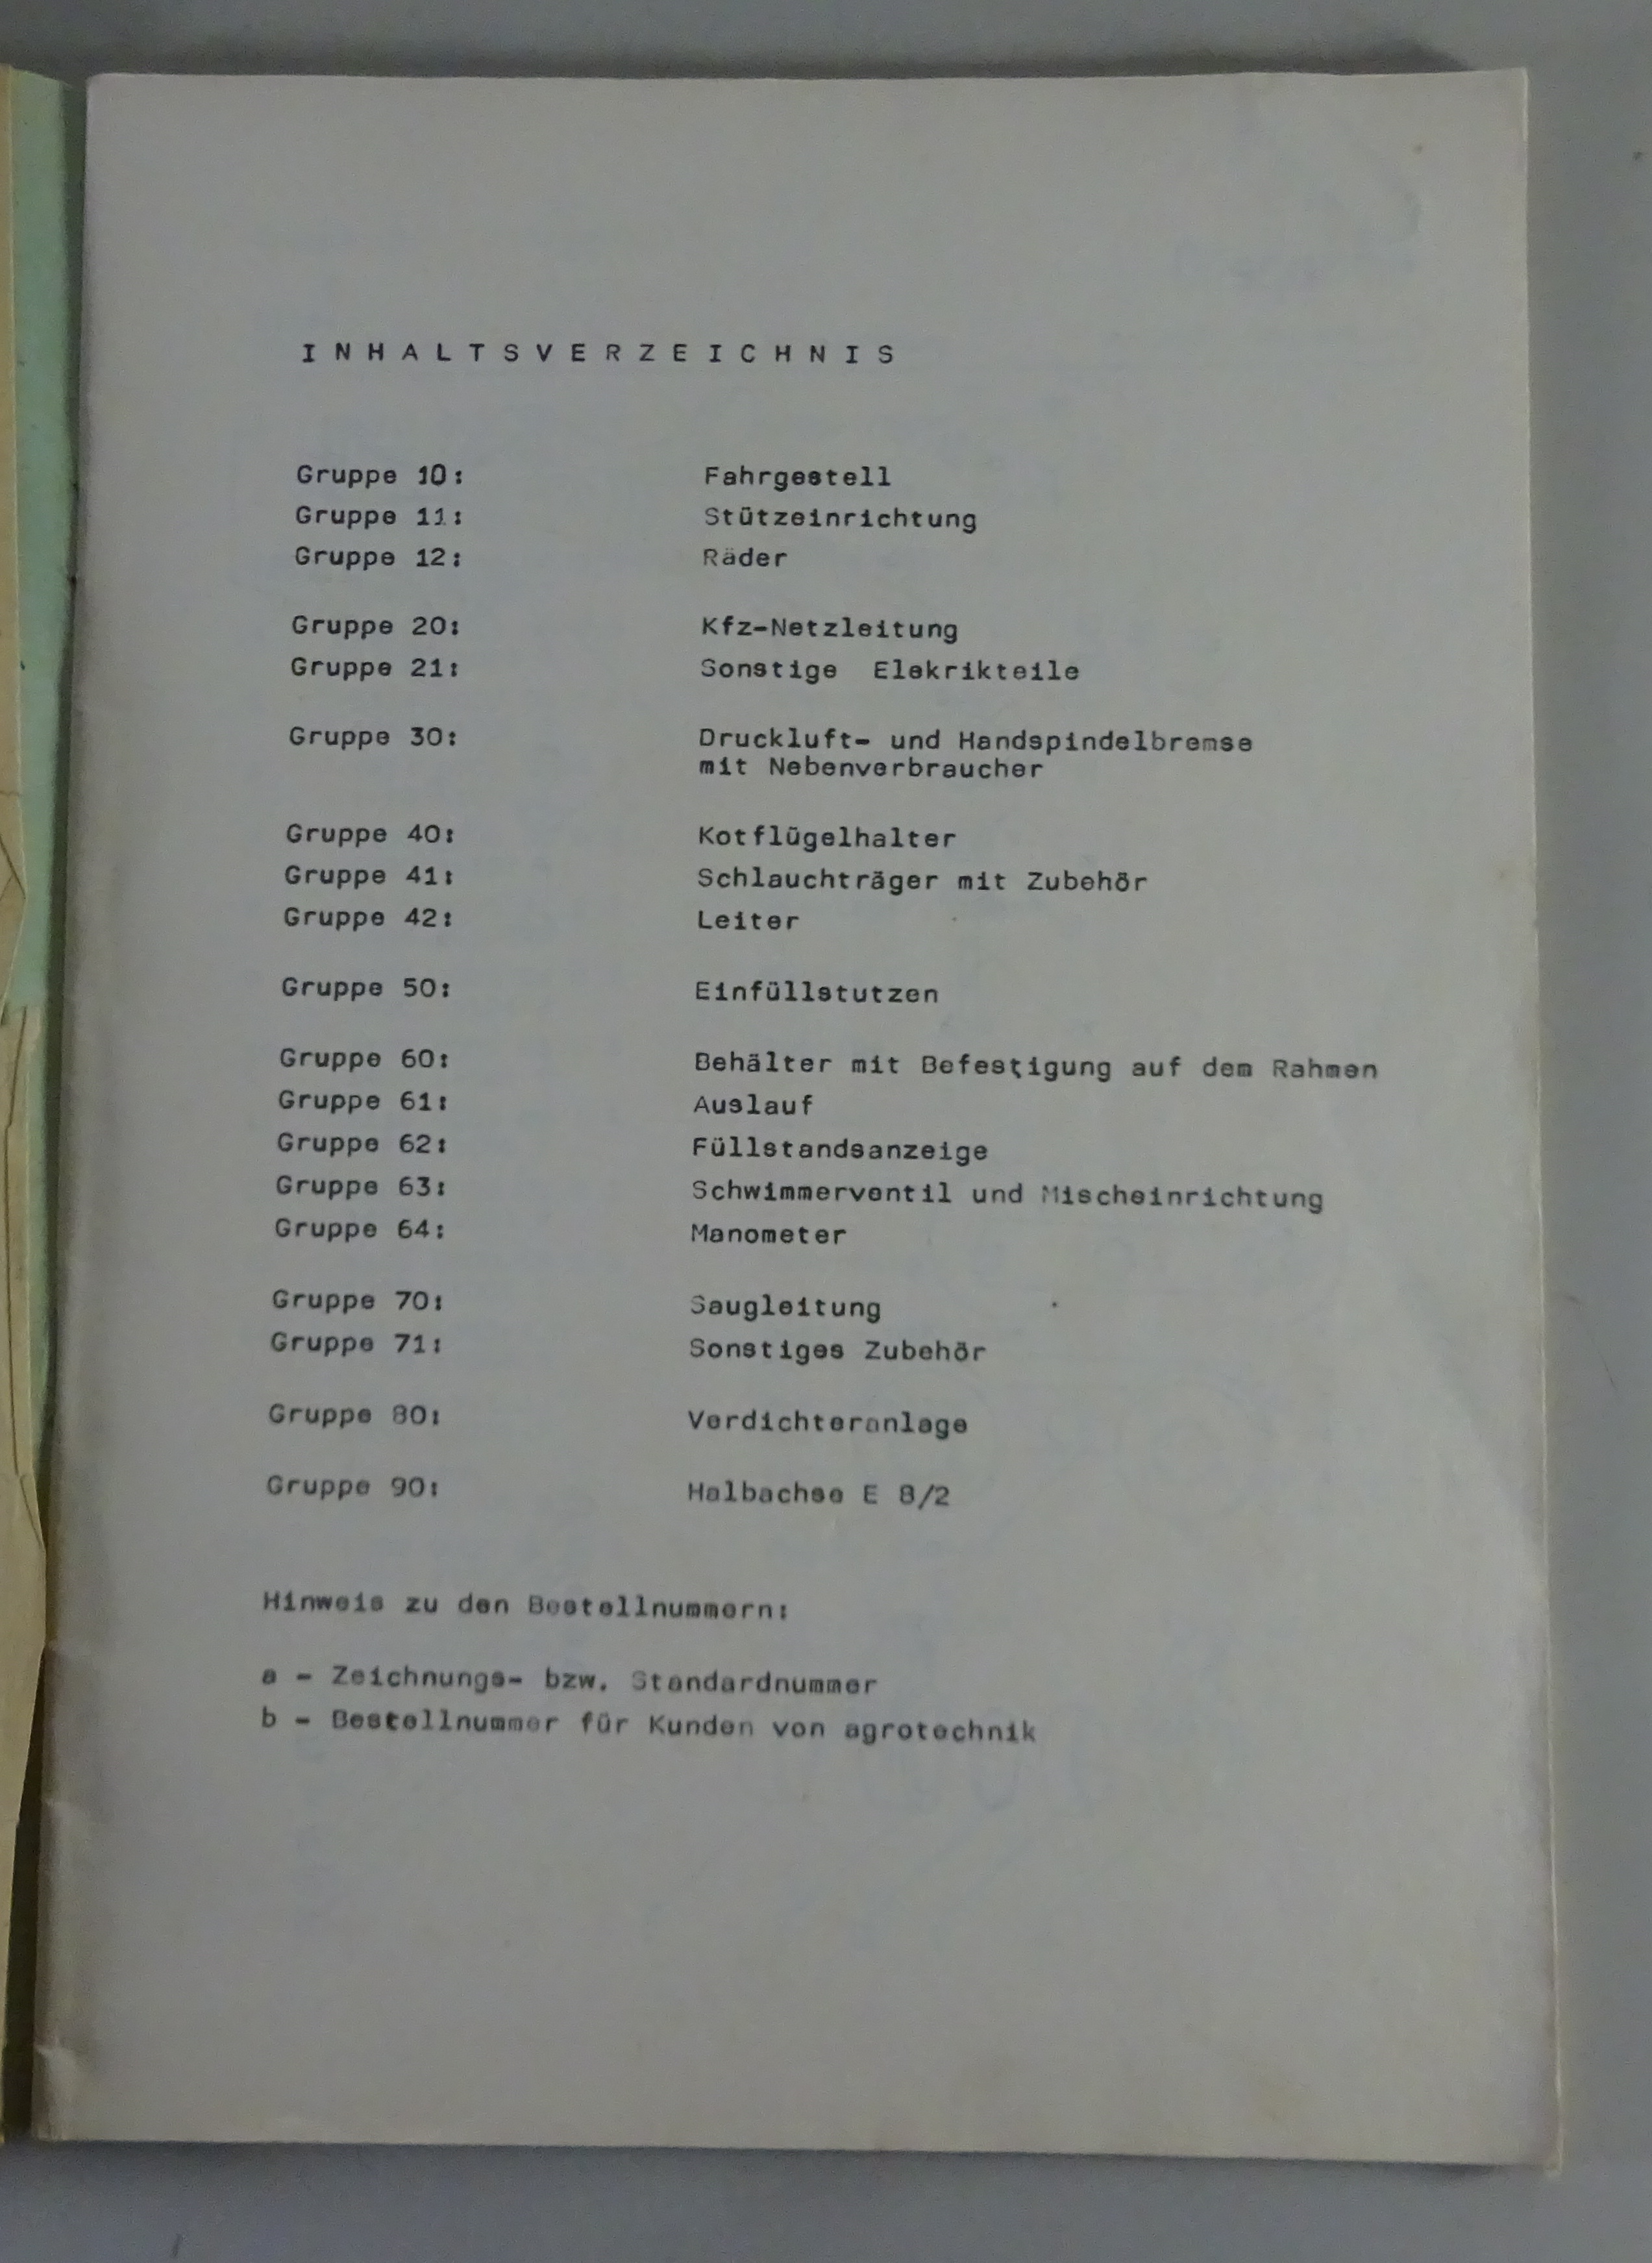 INHALTSVERZEICHNIS
Gruppe 10: Fahrgestell
Gruppe 11: Stützeinrichtung
Gruppe 12: Räder
Gruppe 20: Kfz-Netzleitung
Gruppe 21: Sonstige Elekrikteile
Gruppe 30: Druckluft- und Handspindelbremse
mit Nebenverbraucher
Gruppe 40: Kotflügelhalter
Gruppe 41: Schlauchträger mit Zubehör
Gruppe 42: Leiter
Gruppe 50: Einfüllstutzen
Gruppe 60: Behälter mit Befestigung auf dem Rahmen
Gruppe 61: Auslauf
Gruppe 62: Füllstandsanzeige
Gruppe 63: Schwimmerventil und Mischeinrichtung
Gruppe 64: Manometer
Gruppe 70: Saugleitung
Gruppe 71: Sonstiges Zubehör
Gruppe 80: Verdichteranlage
Gruppe 90: Halbachse E 8/2
Hinweis zu den Bestellnummern:
a - Zeichnungs- bzw. Standardnummer
b - Bestellnummer für Kunden von agrotechnik